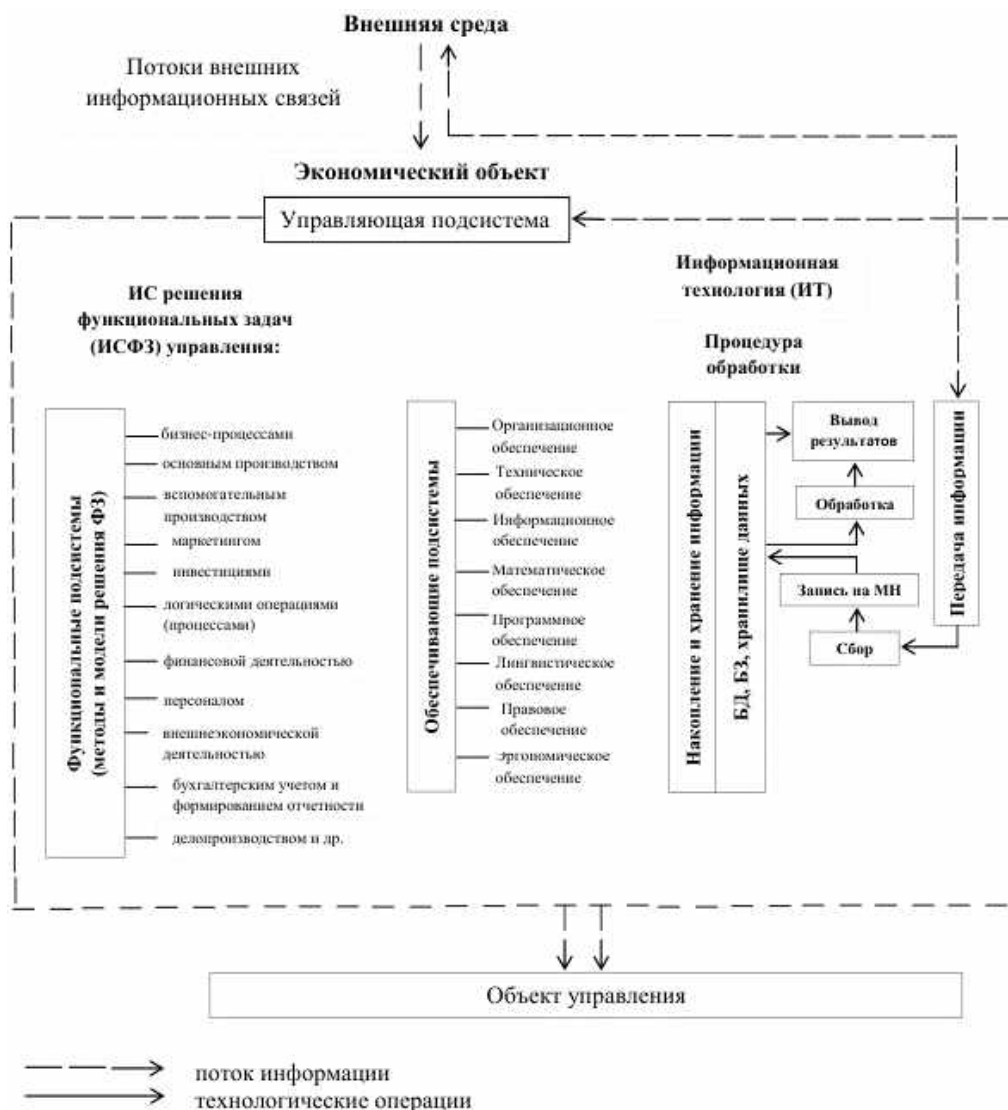 Внешняя среда
Потоки внешних
информационных связей
Экономический объект
Управляющая подсистема
ИС решения
функциональных задач
(ИСФЗ) управления:
Информационная
технология (ИТ)
Процедура
обработки
Функциональные подсистемы
(методы и модели решения ФЗ)
бизнес-процессами
основным производством
вспомогательным
производством
маркетингом
инвестициями
логическими операциями
(процессами)
финансовой деятельностью
персоналом
внешнеэкономической
деятельностью
бухгалтерским учетом и
формированием отчетности
делопроизводством и др.
Обеспечивающие подсистемы
Организационное
обеспечение
Техническое
обеспечение
Информационное
обеспечение
Математическое
обеспечение
Программное
обеспечение
Лингвистическое
обеспечение
Правовое
обеспечение
Эргономическое
обеспечение
Накопление и хранение информации
БД, БЗ, хранилище данных
Вывод
результатов
Обработка
Запись на МН
Сбор
Передача информации
Объект управления
поток информации
технологические операции